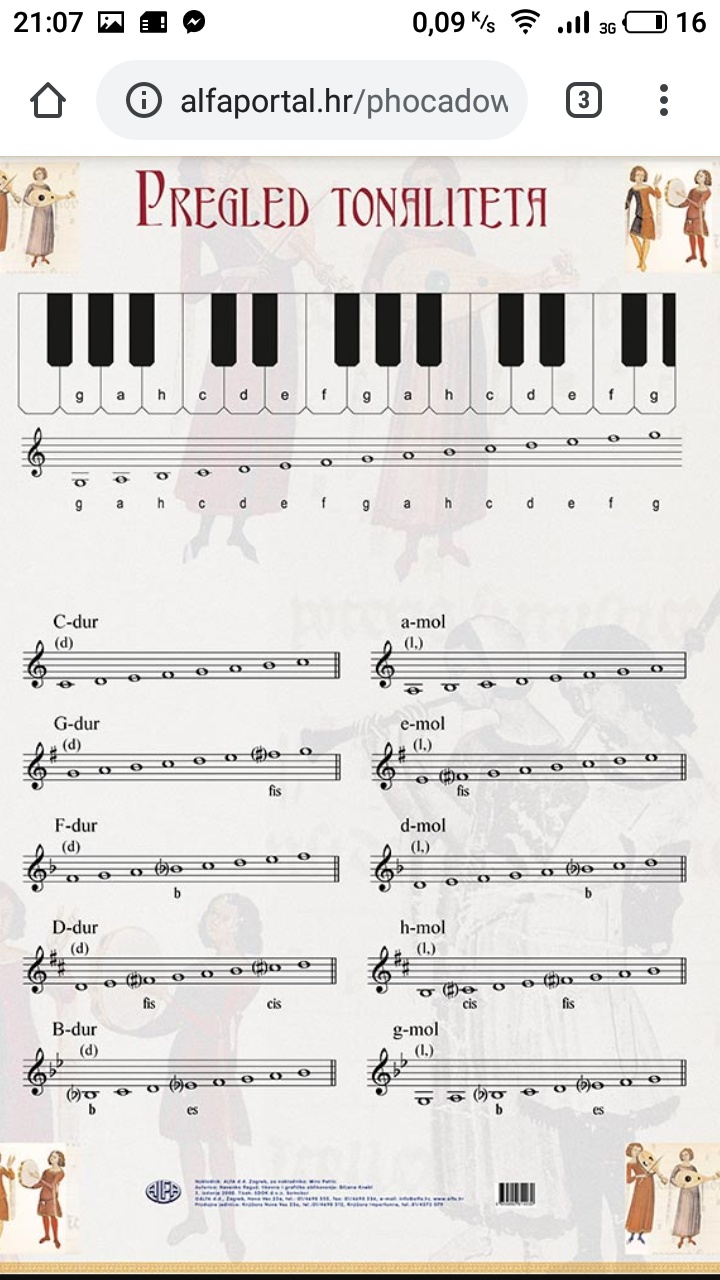 21:07 0,09 K/s 3G 16
alfaportal.hr/phocadow 3
PREGLED TONALITETA
g a h c d e f g a h c d e f g
g a h c d e f g a h c d e f g
C-dur a-mol
(d) (l,)
G-dur e-mol
(d) (l,)
fis fis
F-dur d-mol
(d) (l,)
b b
D-dur h-mol
(d) (l,)
fis cis cis fis
B-dur g-mol
(d) (l,)
b es b es
ALFA